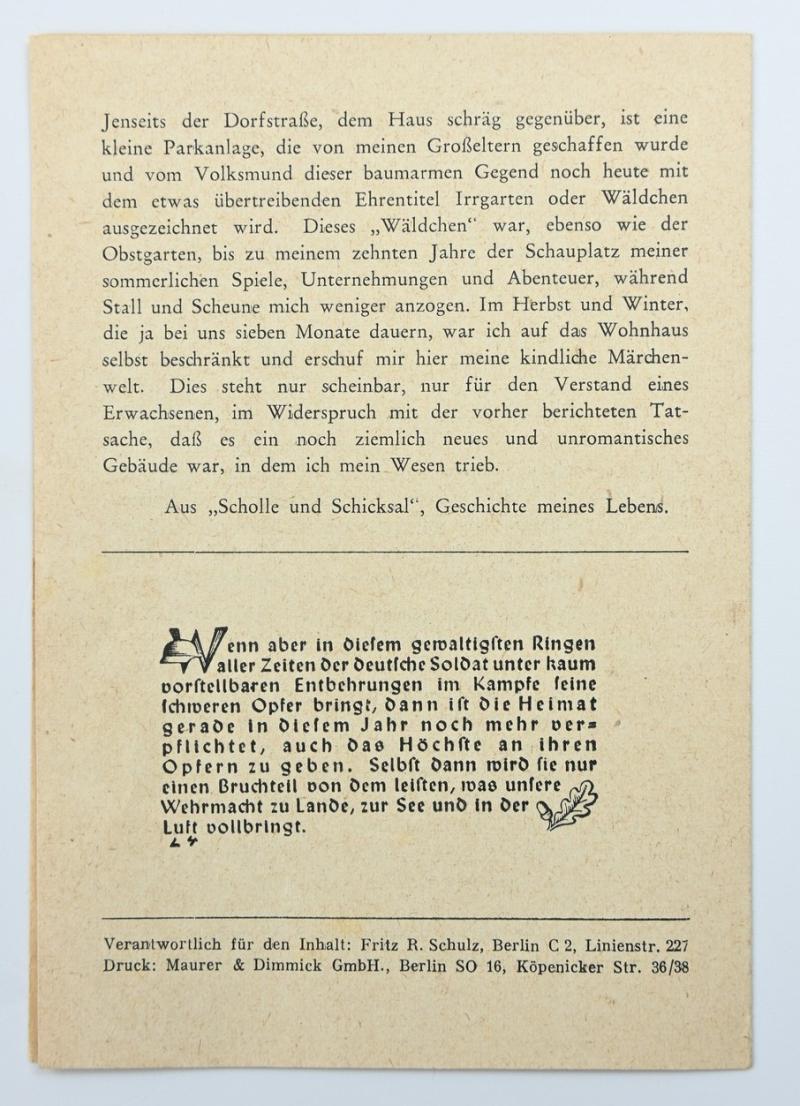 Jenseits der Dorfstraße, dem Haus schräg gegenüber, ist eine
kleine Parkanlage, die von meinen Großeltern geschaffen wurde
und vom Volksmund dieser baumarmen Gegend noch heute mit
dem etwas übertreibenden Ehrentitel Irrgarten oder Wäldchen
ausgezeichnet wird. Dieses „Wäldchen“ war, ebenso wie der
Obstgarten, bis zu meinem zehnten Jahre der Schauplatz meiner
sommerlichen Spiele, Unternehmungen und Abenteuer, während
Stall und Scheune mich weniger anzogen. Im Herbst und Winter,
die ja bei uns sieben Monate dauern, war ich auf das Wohnhaus
selbst beschränkt und erschuf mir hier meine kindliche Märchen-
welt. Dies steht nur scheinbar, nur für den Verstand eines
Erwachsenen, im Widerspruch mit der vorher berichteten Tat-
sache, daß es ein noch ziemlich neues und unromantisches
Gebäude war, in dem ich mein Wesen trieb.
Aus „Scholle und Schicksal“, Geschichte meines Lebens.
Wenn aber in diesem gewaltigsten Ringen
aller Zeiten der deutsche Soldat unter kaum
vorstellbaren Entbehrungen im Kampfe seine
schweren Opfer bringt, dann ist die Heimat
gerade in diesem Jahr noch mehr ver-
pflichtet, auch das Höchste an ihren
Opfern zu geben. Selbst dann wird sie nur
einen Bruchteil von dem leisten, was unsere
Wehrmacht zu Lande, zur See und in der
Luft vollbringt.
Verantwortlich für den Inhalt: Fritz R. Schulz, Berlin C 2, Linienstr. 227
Druck: Maurer & Dimmick GmbH., Berlin SO 16, Köpenicker Str. 36/38